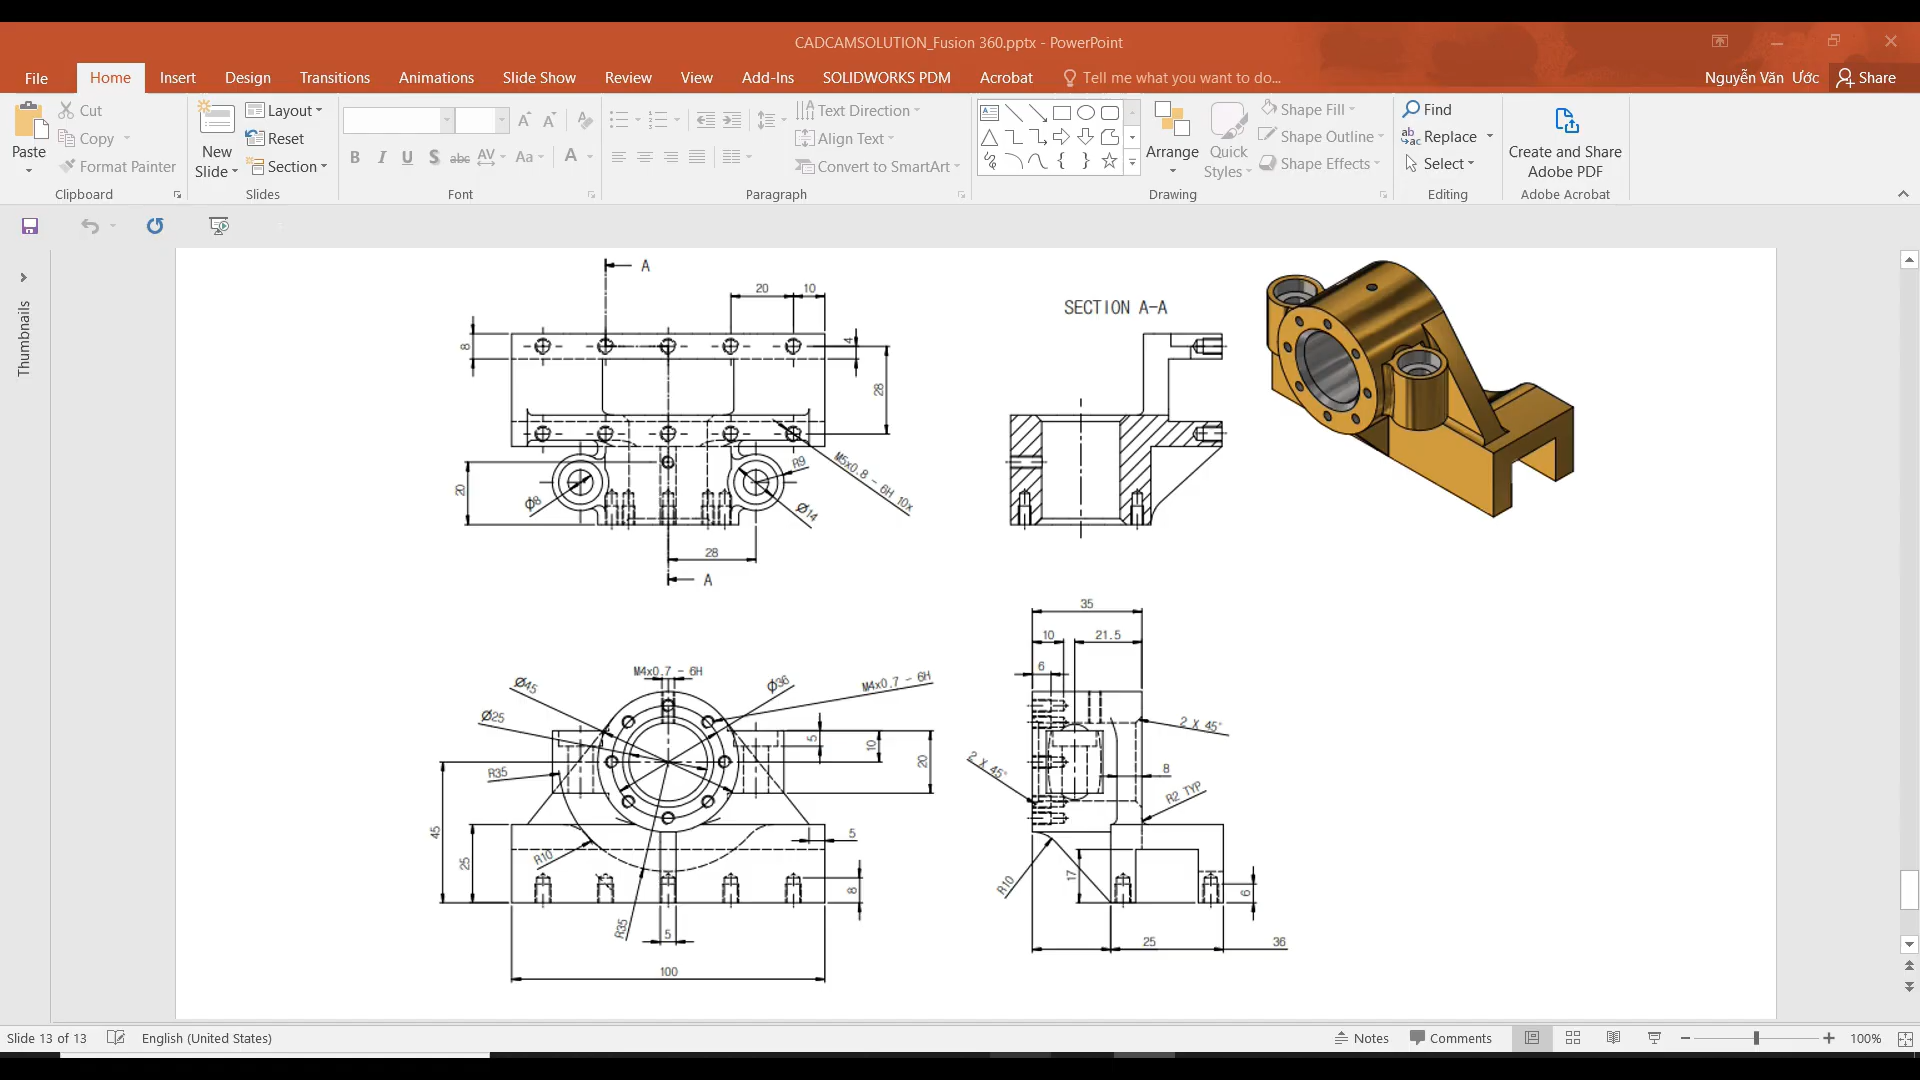 CADCAMSOLUTION_Fusion 360.pptx - PowerPoint
File Home Insert Design Transitions Animations Slide Show Review View Add-Ins SOLIDWORKS PDM Acrobat Tell me what you want to do... Nguyễn Văn Ước Share
Paste
Cut
Copy
Format Painter
Clipboard
New
Slide
Layout
Reset
Section
Slides
B I U S abc AV Aa A
Font
Text Direction
Align Text
Convert to SmartArt
Paragraph
Arrange
Quick
Styles
Shape Fill
Shape Outline
Shape Effects
Drawing
Find
Replace
Select
Editing
Create and Share
Adobe PDF
Adobe Acrobat
Thumbnails
A
20
10
8
4
28
20
Ø8
R9
Ø14
M5x0.8 - 6H 10x
28
A
SECTION A-A
M4x0.7 - 6H
Ø45
Ø36
M4x0.7 - 6H
Ø25
R35
5
10
20
45
25
R10
5
8
R35
5
100
35
10
21.5
6
2 X 45°
2 X 45°
8
R2 TYP
R10
17
6
25
36
Slide 13 of 13 English (United States) Notes Comments 100%